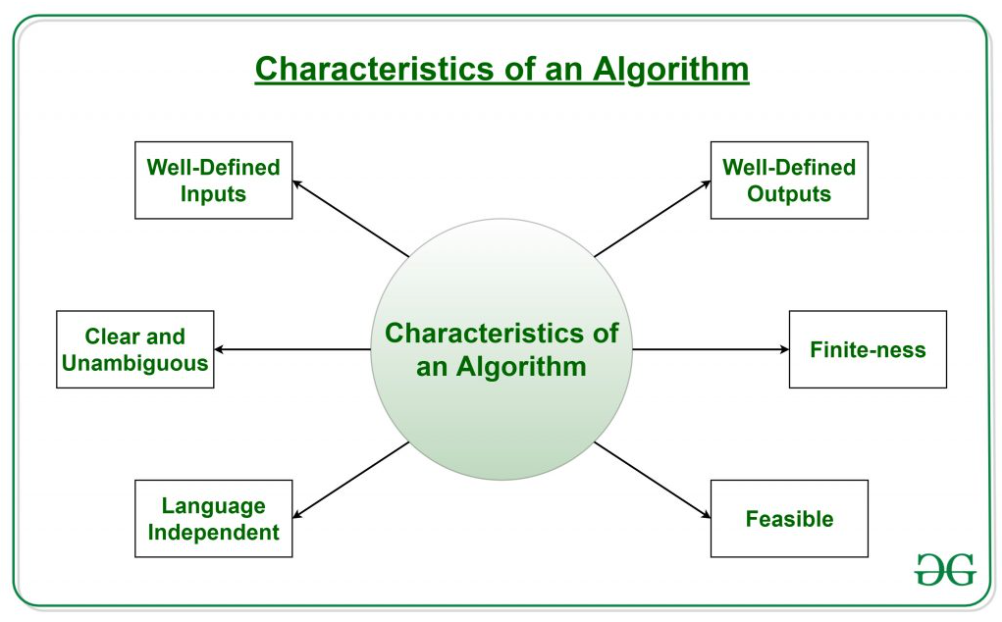 Characteristics of an Algorithm
Well-Defined
Inputs
Well-Defined
Outputs
Clear and
Unambiguous
Characteristics of
an Algorithm
Finite-ness
Language
Independent
Feasible